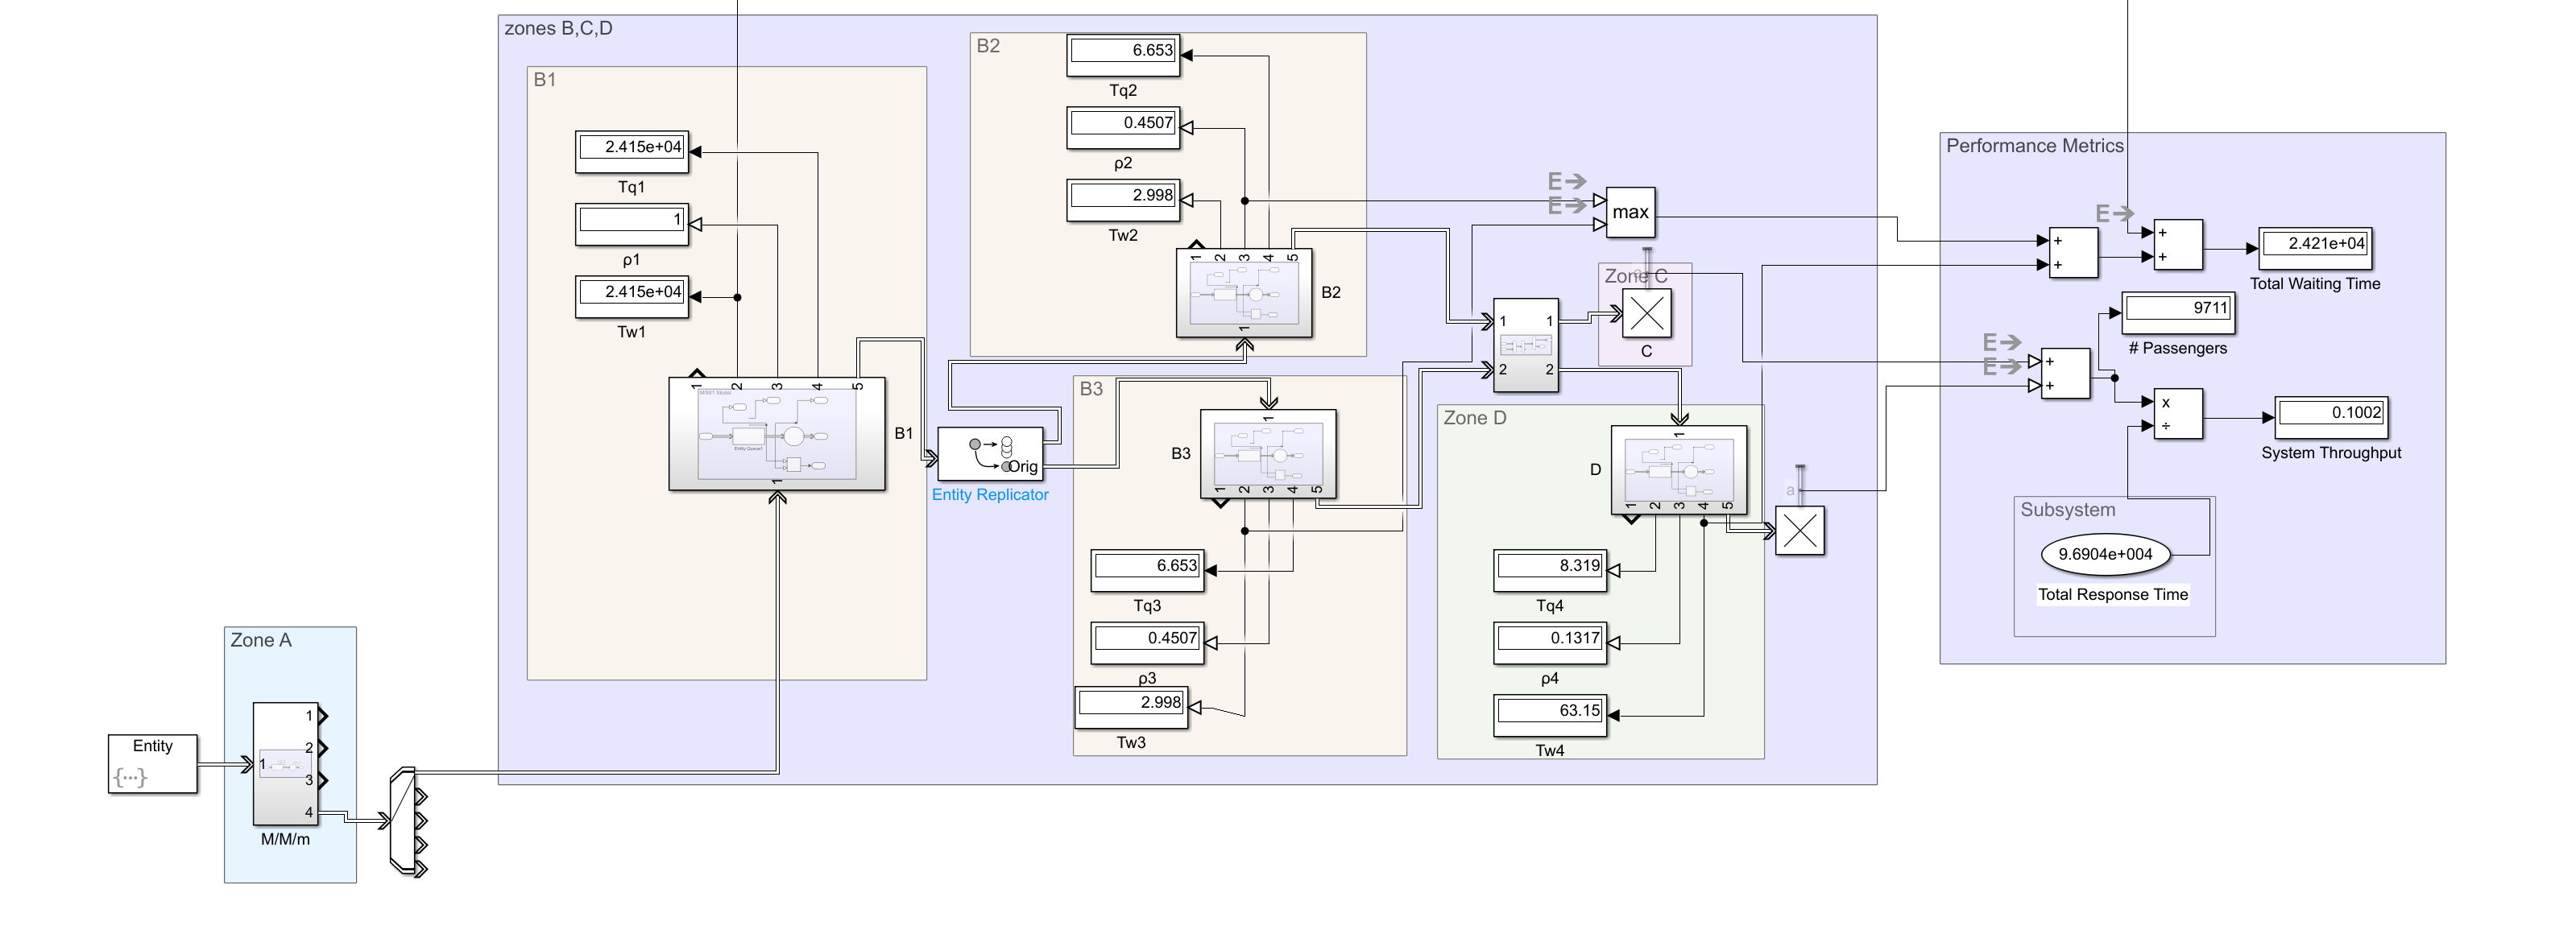 zones B,C,D
B1
2.415e+04
Tq1
1
ρ1
2.415e+04
Tw1
1 2 3 4 5
M/M/1 Model
Entity Queue1
1
B1
B2
6.653
Tq2
0.4507
ρ2
2.998
Tw2
1 2 3 4 5
1
B2
Orig
Entity Replicator
B3
1
B3
1 2 3 4 5
6.653
Tq3
0.4507
ρ3
2.998
Tw3
E
E
max
Zone C
C
1 1
2 2
Zone D
1
D
1 2 3 4 5
8.319
Tq4
0.1317
ρ4
63.15
Tw4
a
Performance Metrics
E
+
+
+
+
2.421e+04
Total Waiting Time
9711
# Passengers
E
E
+
+
x
÷
0.1002
System Throughput
Subsystem
9.6904e+004
Total Response Time
Zone A
Entity
{...}
1
1
2
3
4
M/M/m